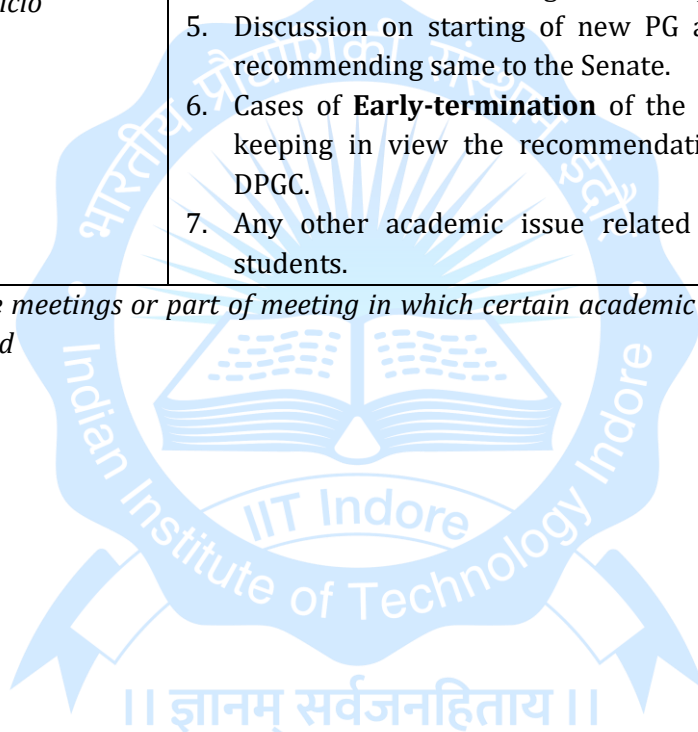 5. Discussion on starting of new PG
recommending same to the Senate.
6. Cases of Early-termination of the
keeping in view the
DPGC.
7. Any other academic issue related
students.
meetings or part of meeting in which certain academic
भारतीय प्रौद्योगिकी संस्थान इंदौर
Indian Institute of Technology Indore
IIT Indore
।। ज्ञानम् सर्वजनहिताय ।।